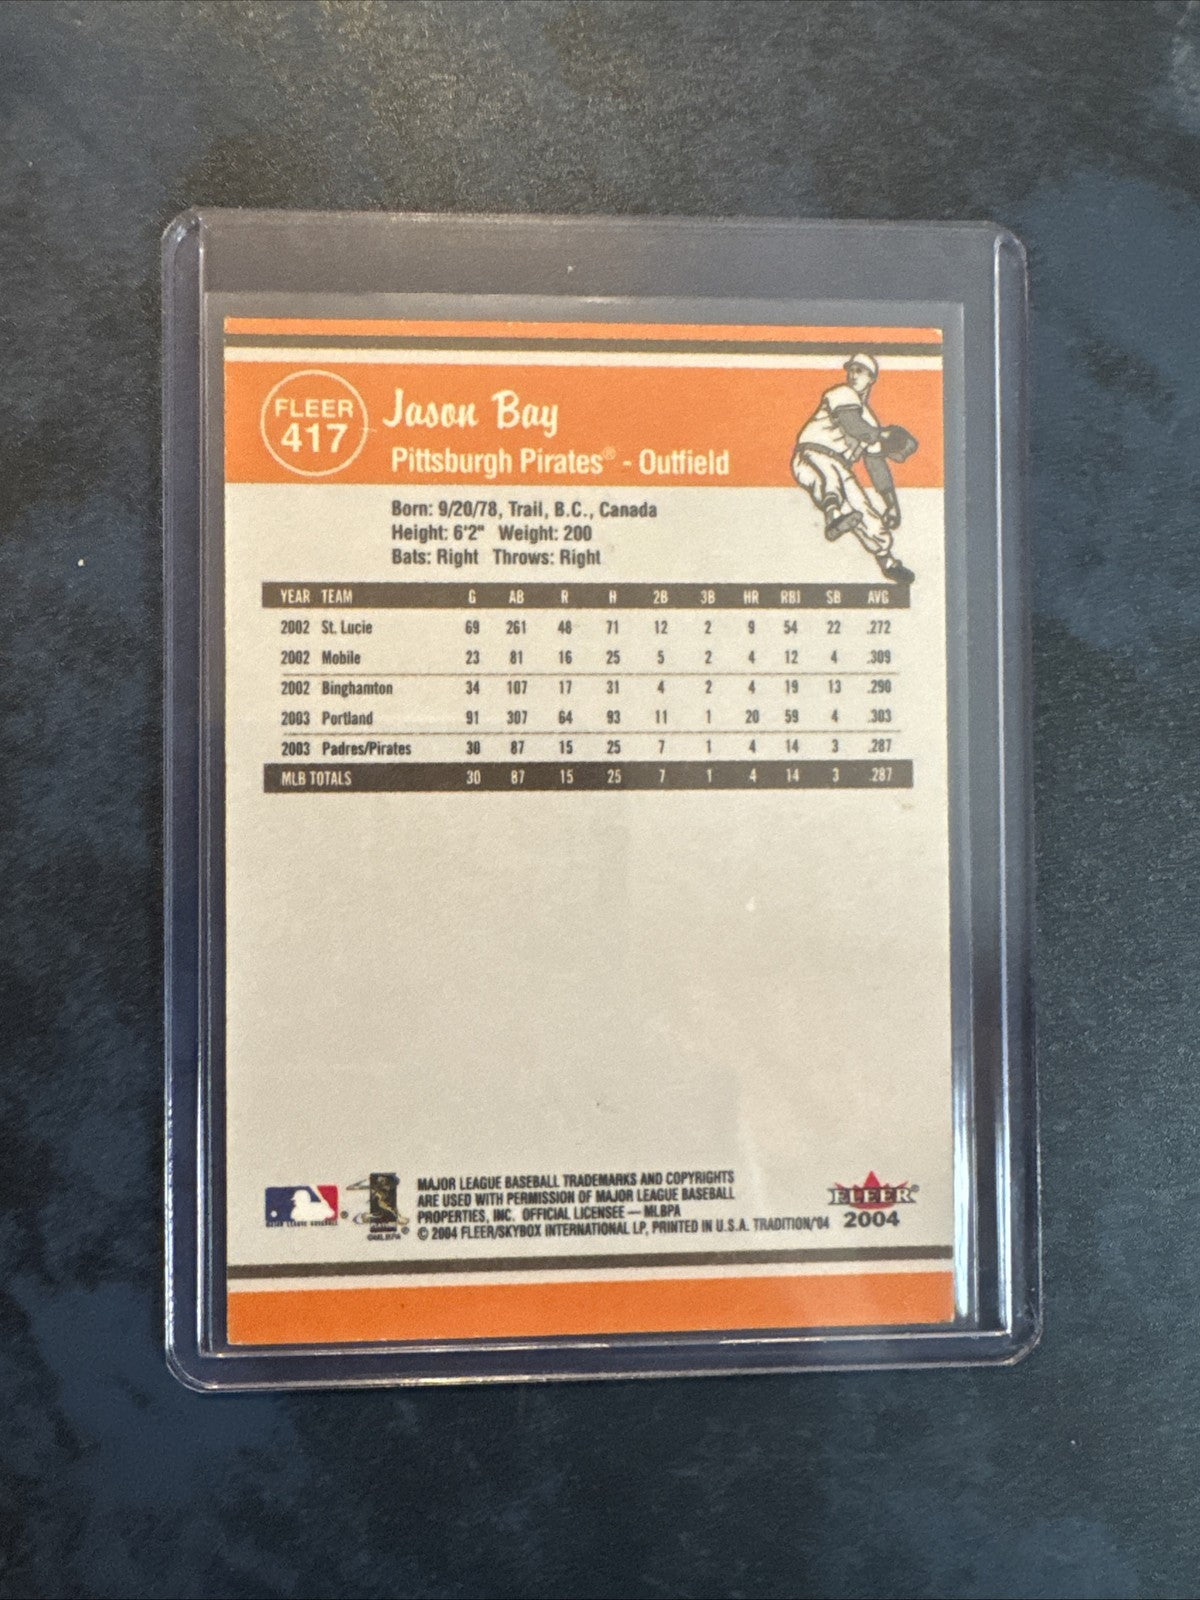 FLEER
417
Jason Bay
Pittsburgh Pirates® - Outfield
Born: 9/20/78, Trail, B.C., Canada
Height: 6'2" Weight: 200
Bats: Right Throws: Right
YEAR TEAM G AB R H 2B 3B HR RBI SB AVG
2002 St. Lucie 69 261 48 71 12 2 9 54 22 .272
2002 Mobile 23 81 16 25 5 2 4 12 4 .309
2002 Binghamton 34 107 17 31 4 2 4 19 13 .290
2003 Portland 91 307 64 93 11 1 20 59 4 .303
2003 Padres/Pirates 30 87 15 25 7 1 4 14 3 .287
MLB TOTALS 30 87 15 25 7 1 4 14 3 .287
MAJOR LEAGUE BASEBALL TRADEMARKS AND COPYRIGHTS
ARE USED WITH PERMISSION OF MAJOR LEAGUE BASEBALL
PROPERTIES, INC. OFFICIAL LICENSEE — MLBPA
© 2004 FLEER/SKYBOX INTERNATIONAL LP, PRINTED IN U.S.A. TRADITION/'04
FLEER®
2004